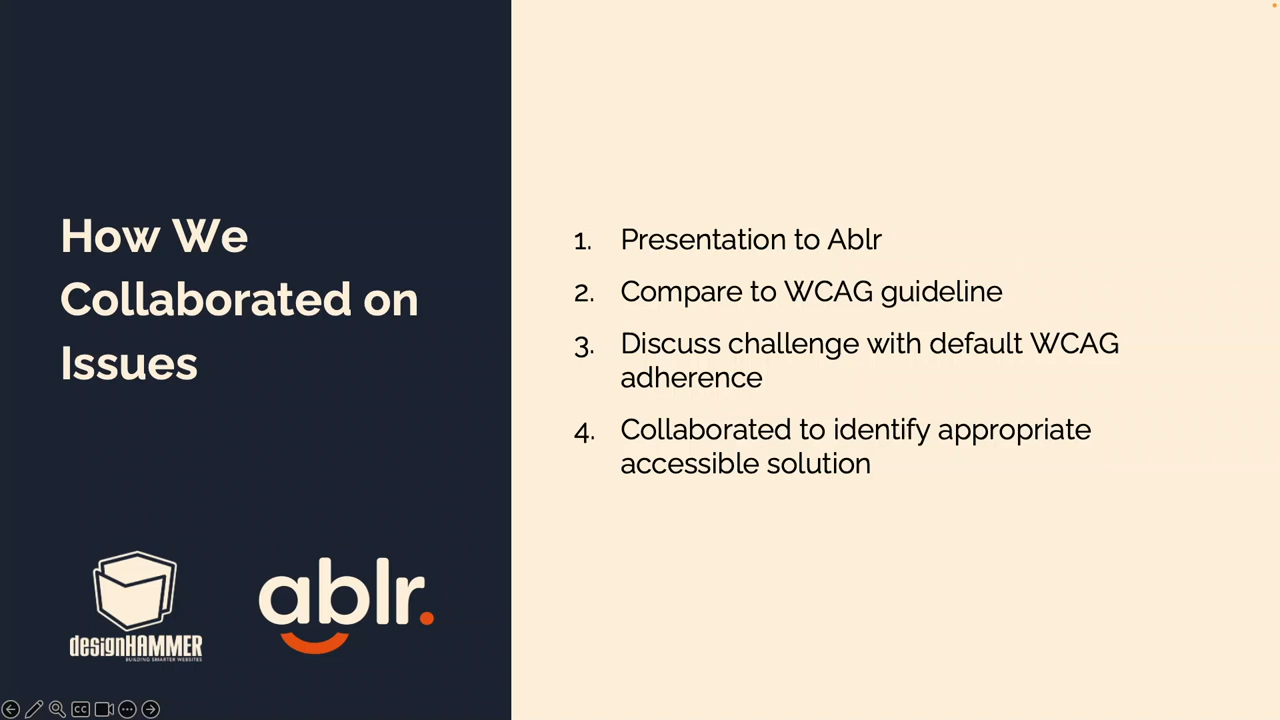 How We
Collaborated on
Issues
1. Presentation to Ablr
2. Compare to WCAG guideline
3. Discuss challenge with default WCAG
adherence
4. Collaborated to identify appropriate
accessible solution
designHAMMER
BUILDING SMARTER WEBSITES
ablr.
CC